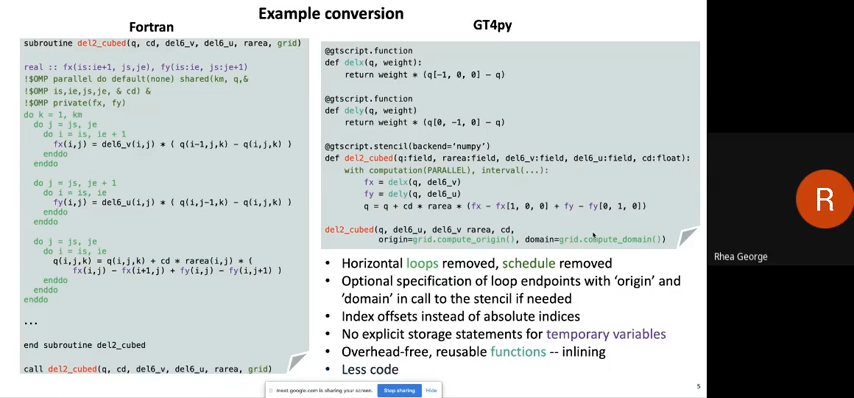 Example conversion
Fortran
subroutine del2_cubed(q, cd, del6_v, del6_u, rarea, grid)
real :: fx(is:ie+1, js,je), fy(is:ie, js:je+1)
!$OMP parallel do default(none) shared(km, q,&
!$OMP is,ie,js,je, & cd) &
!$OMP private(fx, fy)
do k = 1, km
do j = js, je
do i = is, ie + 1
fx(i,j) = del6_v(i,j) * ( q(i-1,j,k) - q(i,j,k) )
enddo
enddo
do j = js, je + 1
do i = is, ie
fy(i,j) = del6_u(i,j) * ( q(i,j-1,k) - q(i,j,k) )
enddo
enddo
do j = js, je
do i = is, ie
q(i,j,k) = q(i,j,k) + cd * rarea(i,j) * (
fx(i,j) - fx(i+1,j) + fy(i,j) - fy(i,j+1) )
enddo
enddo
enddo
...
end subroutine del2_cubed
call del2_cubed(q, cd, del6_v, del6_u, rarea, grid)
GT4py
@gtscript.function
def delx(q, weight):
return weight * (q[-1, 0, 0] - q)
@gtscript.function
def dely(q, weight)
return weight * (q[0, -1, 0] - q)
@gtscript.stencil(backend='numpy')
def del2_cubed(q:field, rarea:field, del6_v:field, del6_u:field, cd:float):
with computation(PARALLEL), interval(...):
fx = delx(q, del6_v)
fy = dely(q, del6_u)
q = q + cd * rarea * (fx - fx[1, 0, 0] + fy - fy[0, 1, 0])
del2_cubed(q, del6_u, del6_v rarea, cd,
origin=grid.compute_origin(), domain=grid.compute_domain())
• Horizontal loops removed, schedule removed
• Optional specification of loop endpoints with 'origin' and
'domain' in call to the stencil if needed
• Index offsets instead of absolute indices
• No explicit storage statements for temporary variables
• Overhead-free, reusable functions -- inlining
• Less code
5
meet.google.com is sharing your screen.
Stop sharing
Hide
R
Rhea George